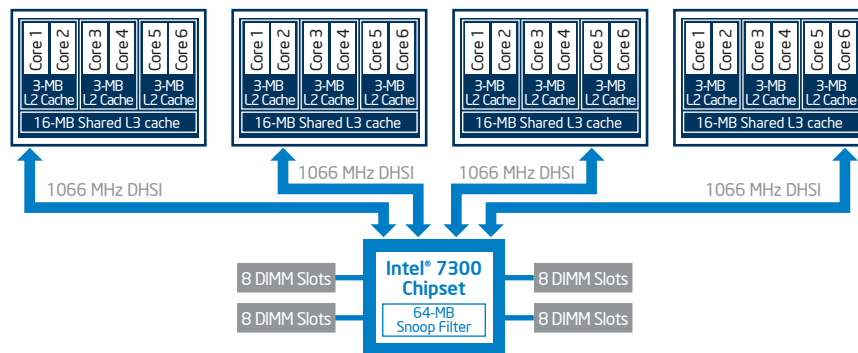 Core 1 Core 2 Core 3 Core 4 Core 5 Core 6
3-MB L2 Cache 3-MB L2 Cache 3-MB L2 Cache
16-MB Shared L3 cache
Core 1 Core 2 Core 3 Core 4 Core 5 Core 6
3-MB L2 Cache 3-MB L2 Cache 3-MB L2 Cache
16-MB Shared L3 cache
Core 1 Core 2 Core 3 Core 4 Core 5 Core 6
3-MB L2 Cache 3-MB L2 Cache 3-MB L2 Cache
16-MB Shared L3 cache
Core 1 Core 2 Core 3 Core 4 Core 5 Core 6
3-MB L2 Cache 3-MB L2 Cache 3-MB L2 Cache
16-MB Shared L3 cache
1066 MHz DHSI
1066 MHz DHSI
1066 MHz DHSI
1066 MHz DHSI
Intel® 7300
Chipset
64-MB
Snoop Filter
8 DIMM Slots
8 DIMM Slots
8 DIMM Slots
8 DIMM Slots